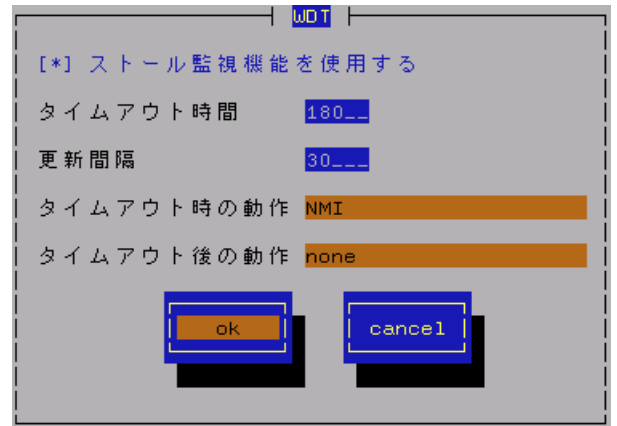 WDT
[*] ストール監視機能を使用する
タイムアウト時間 180__
更新間隔 30___
タイムアウト時の動作 NMI
タイムアウト後の動作 none
ok cancel